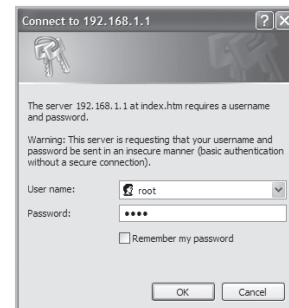 Connect to 192.168.1.1
The server 192.168.1.1 at index.htm requires a username
and password.
Warning: This server is requesting that your username and
password be sent in an insecure manner (basic authentication
without a secure connection).
User name: root
Password: ••••
Remember my password
OK Cancel